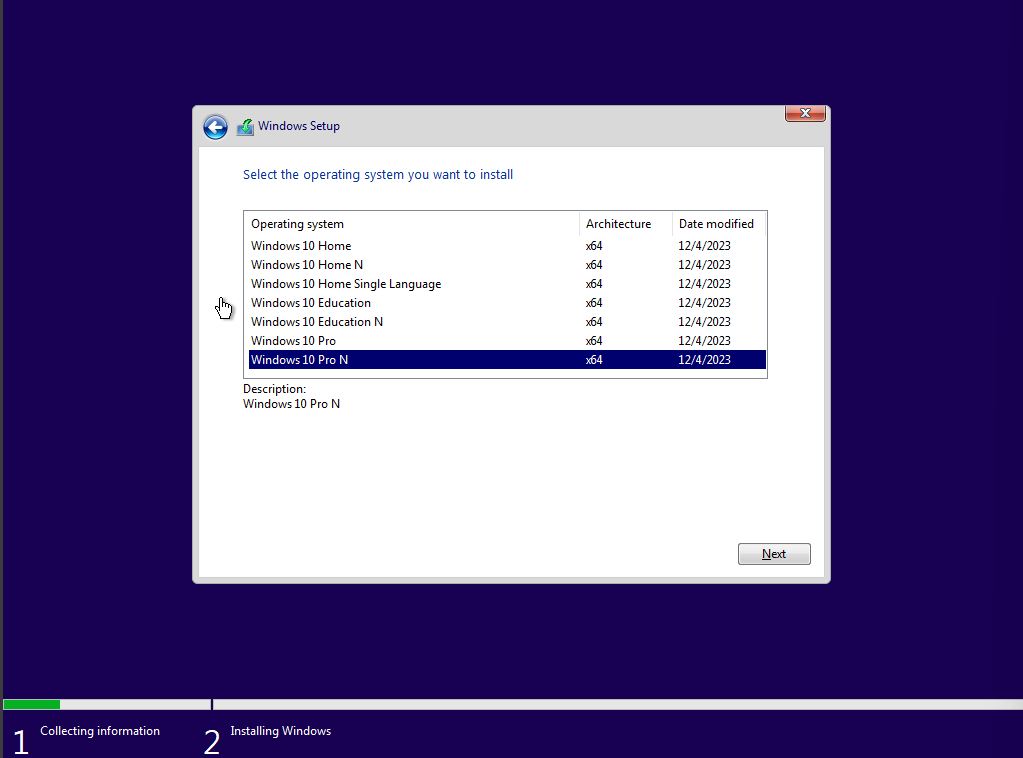 Windows Setup
Select the operating system you want to install
Operating system Architecture Date modified
Windows 10 Home x64 12/4/2023
Windows 10 Home N x64 12/4/2023
Windows 10 Home Single Language x64 12/4/2023
Windows 10 Education x64 12/4/2023
Windows 10 Education N x64 12/4/2023
Windows 10 Pro x64 12/4/2023
Windows 10 Pro N x64 12/4/2023
Description:
Windows 10 Pro N
Next
1 Collecting information 2 Installing Windows